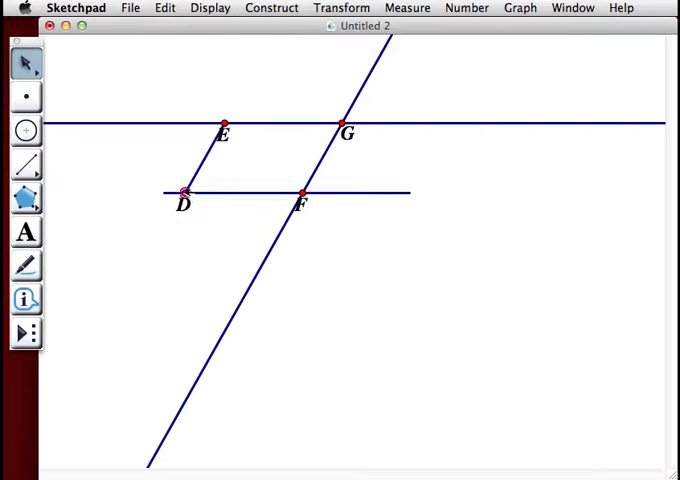 Sketchpad File Edit Display Construct Transform Measure Number Graph Window Help
Untitled 2
E
G
D
F
A